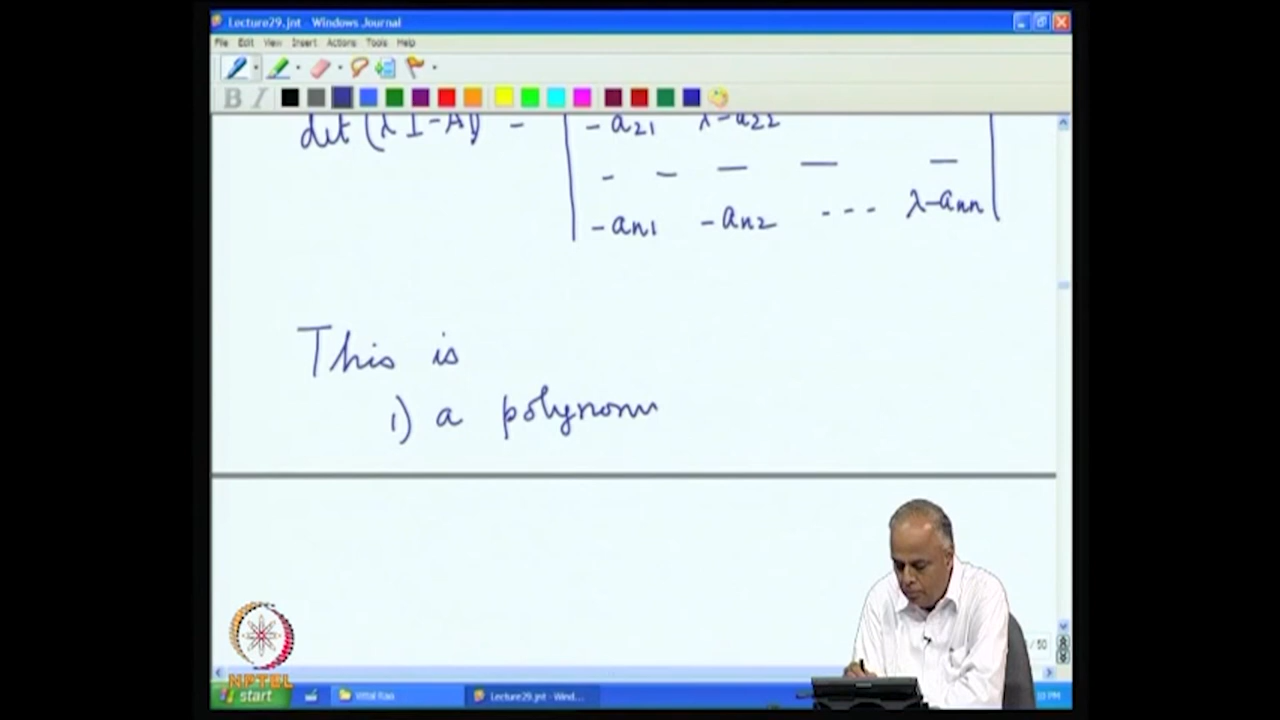 Lecture29.jnt - Windows Journal
File Edit View Insert Actions Tools Help
B I
det (λI-A) - | -a21 λ-a22
- - - - -
-an1 -an2 --- λ-ann |
This is
1) a polynom
/ 50
NPTEL
start Vittal Rao Lecture29.jnt - Wind...